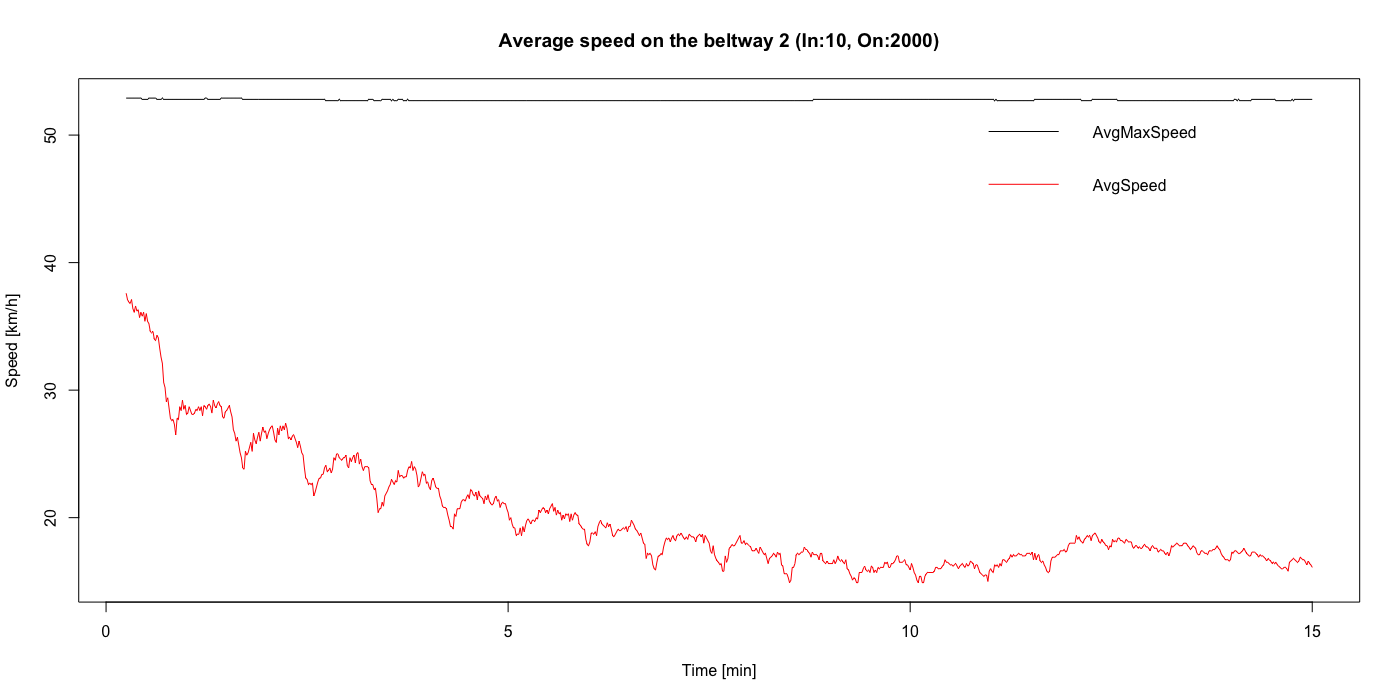 Average speed on the beltway 2 (In:10, On:2000)
50
40
30
20
Speed [km/h]
AvgMaxSpeed
AvgSpeed
0 5 10 15
Time [min]